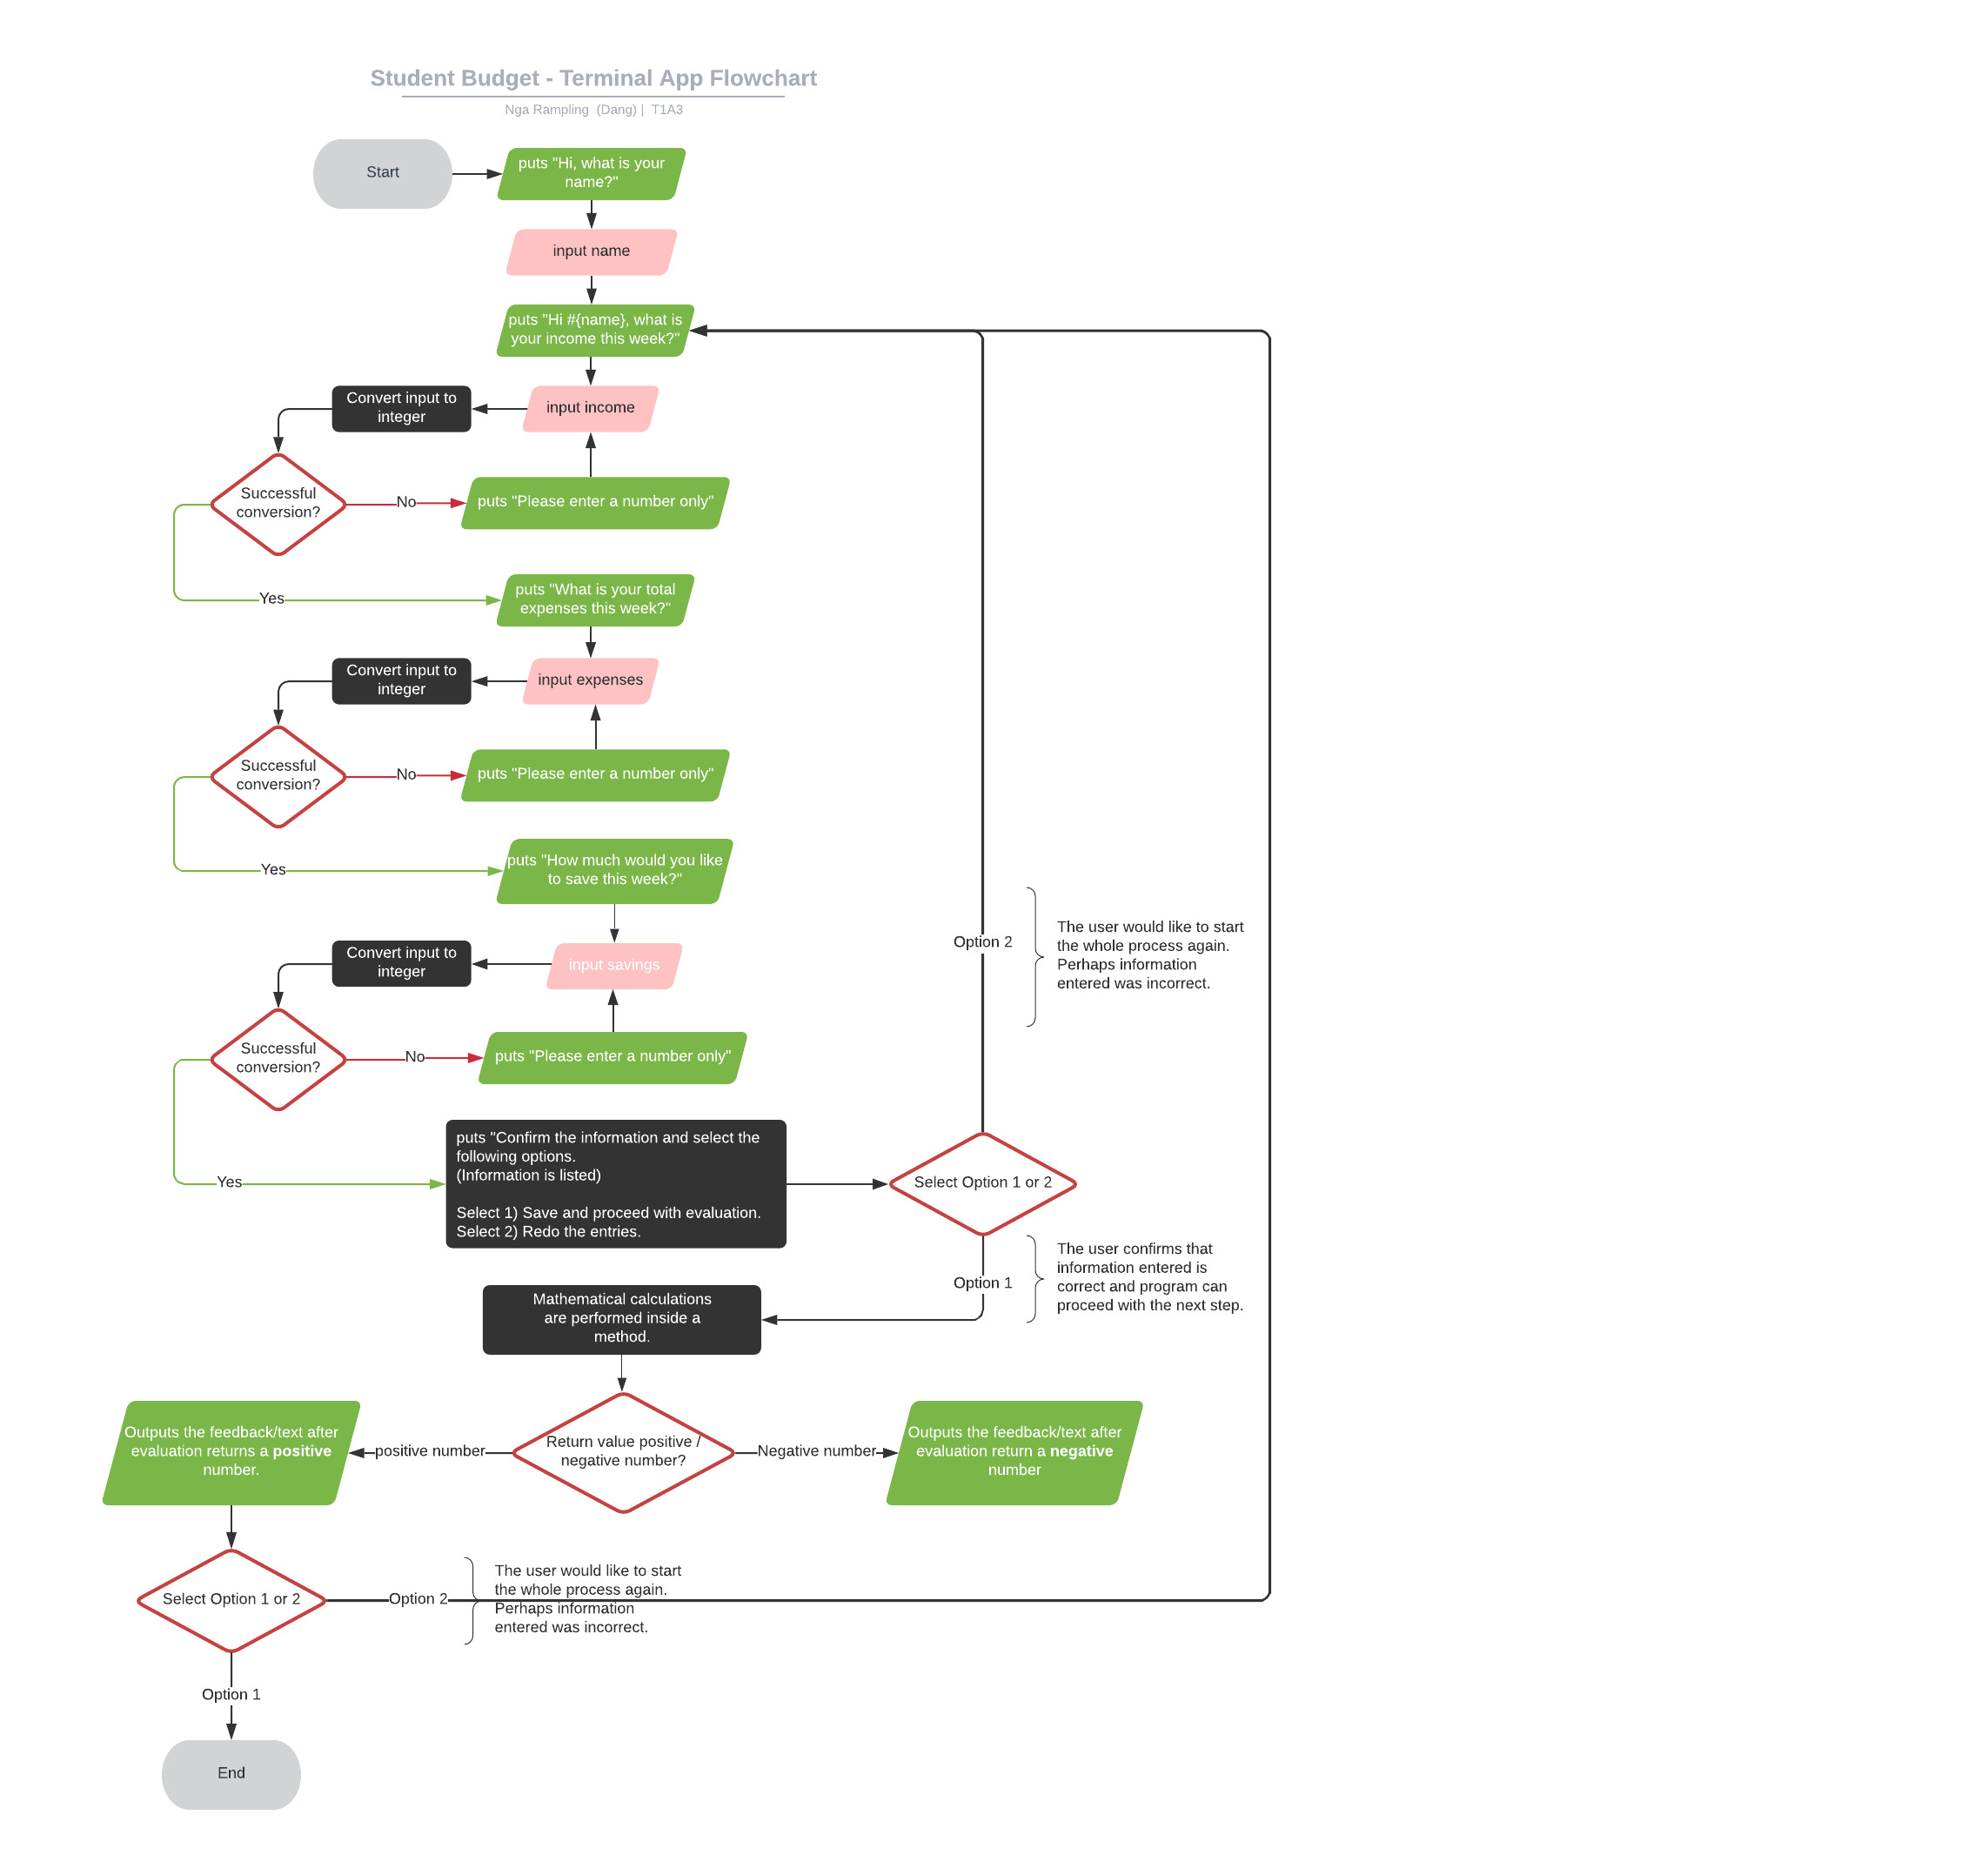 Student Budget - Terminal App Flowchart
Nga Rampling  (Dang) |  T1A3
Start
puts "Hi, what is your
name?"
input name
puts "Hi #{name}, what is
your income this week?"
Convert input to
integer
input income
Successful
conversion?
No
puts "Please enter a number only"
Yes
puts "What is your total
expenses this week?"
Convert input to
integer
input expenses
Successful
conversion?
No
puts "Please enter a number only"
Yes
puts "How much would you like
to save this week?"
Option 2
The user would like to start
the whole process again.
Perhaps information
entered was incorrect.
Convert input to
integer
input savings
Successful
conversion?
No
puts "Please enter a number only"
Yes
puts "Confirm the information and select the
following options.
(Information is listed)
Select 1) Save and proceed with evaluation.
Select 2) Redo the entries.
Select Option 1 or 2
Option 1
The user confirms that
information entered is
correct and program can
proceed with the next step.
Mathematical calculations
are performed inside a
method.
Outputs the feedback/text after
evaluation returns a positive
number.
positive number
Return value positive /
negative number?
Negative number
Outputs the feedback/text after
evaluation return a negative
number
Select Option 1 or 2
Option 2
The user would like to start
the whole process again.
Perhaps information
entered was incorrect.
Option 1
End